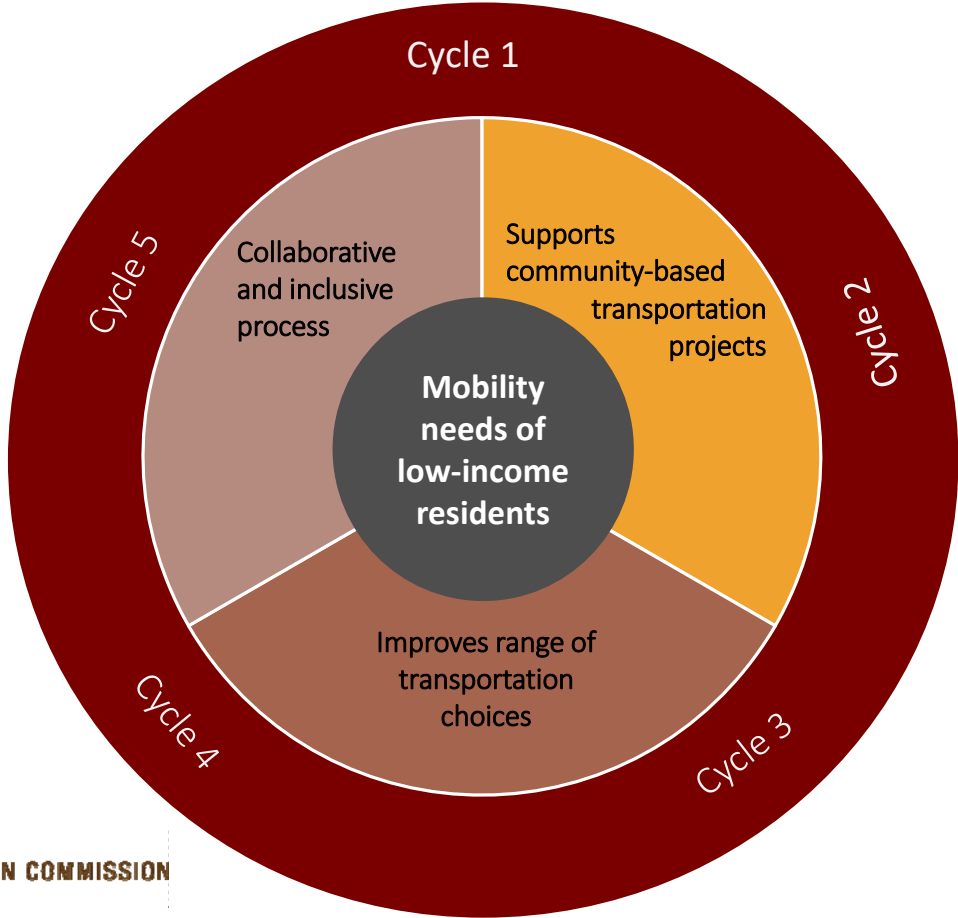 Cycle 1
Cycle 2
Cycle 3
Cycle 4
Cycle 5
Collaborative
and inclusive
process
Supports
community-based
transportation
projects
Mobility
needs of
low-income
residents
Improves range of
transportation
choices
N COMMISSION